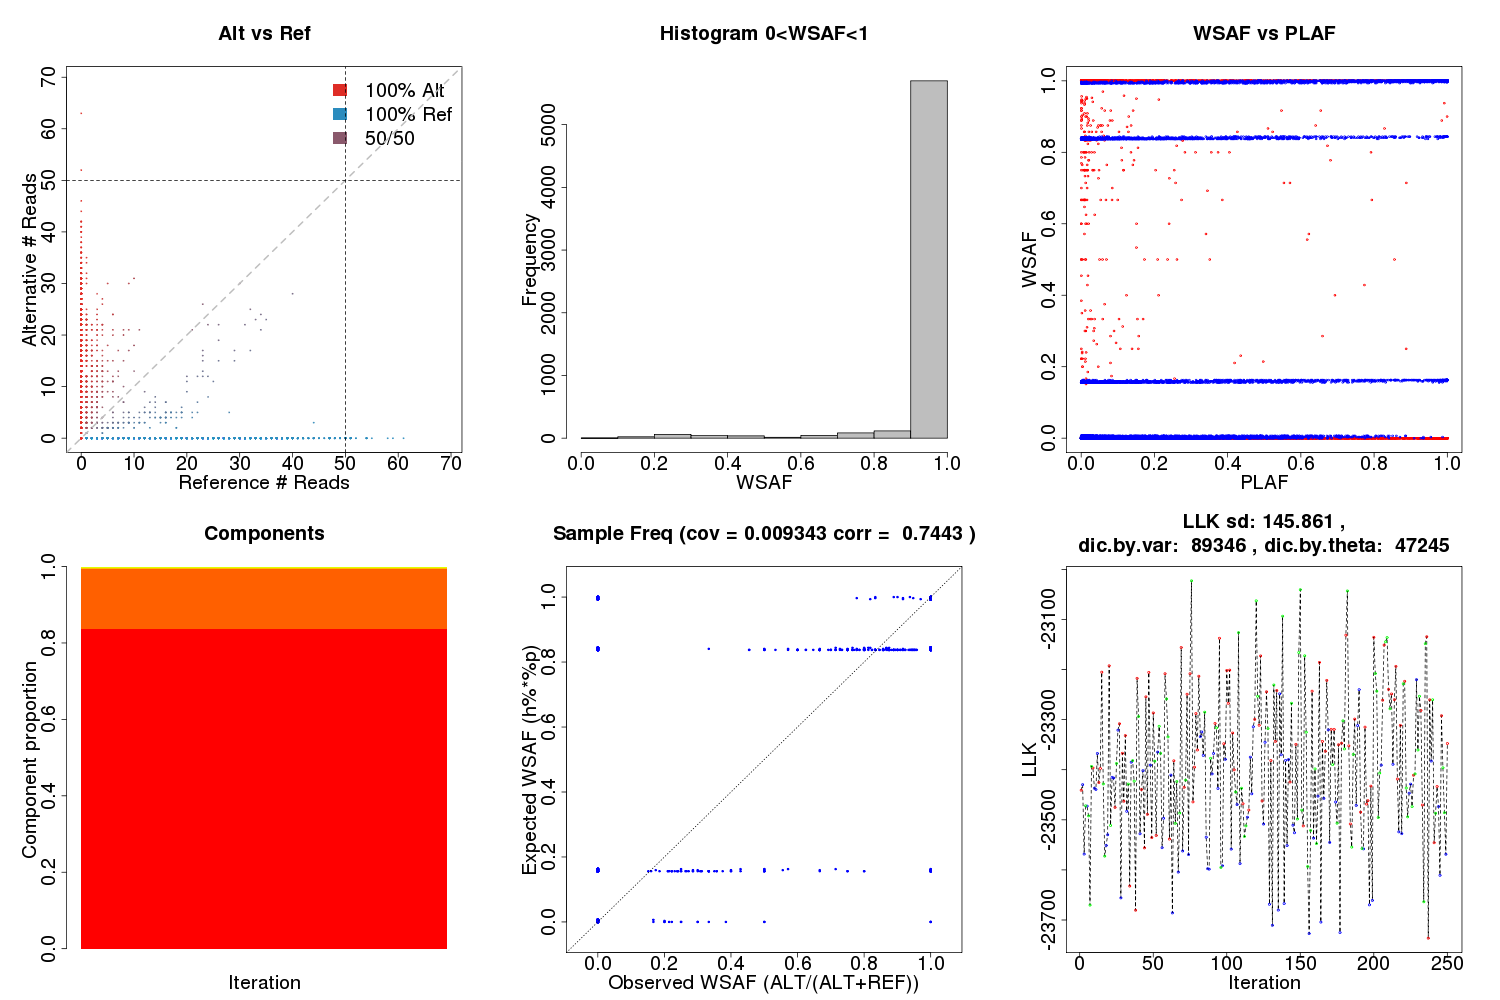 Alt vs Ref
Alternative # Reads
0 10 20 30 40 50 60 70
100% Alt
100% Ref
50/50
0 10 20 30 40 50 60 70
Reference # Reads
Histogram 0<WSAF<1
Frequency
0 1000 2000 3000 4000 5000
0.0 0.2 0.4 0.6 0.8 1.0
WSAF
WSAF vs PLAF
WSAF
0.0 0.2 0.4 0.6 0.8 1.0
0.0 0.2 0.4 0.6 0.8 1.0
PLAF
Components
Component proportion
0.0 0.2 0.4 0.6 0.8 1.0
Iteration
Sample Freq (cov = 0.009343 corr = 0.7443 )
Expected WSAF (h%*%p)
0.0 0.2 0.4 0.6 0.8 1.0
0.0 0.2 0.4 0.6 0.8 1.0
Observed WSAF (ALT/(ALT+REF))
LLK sd: 145.861 ,
dic.by.var: 89346 , dic.by.theta: 47245
LLK
-23700 -23500 -23300 -23100
0 50 100 150 200 250
Iteration